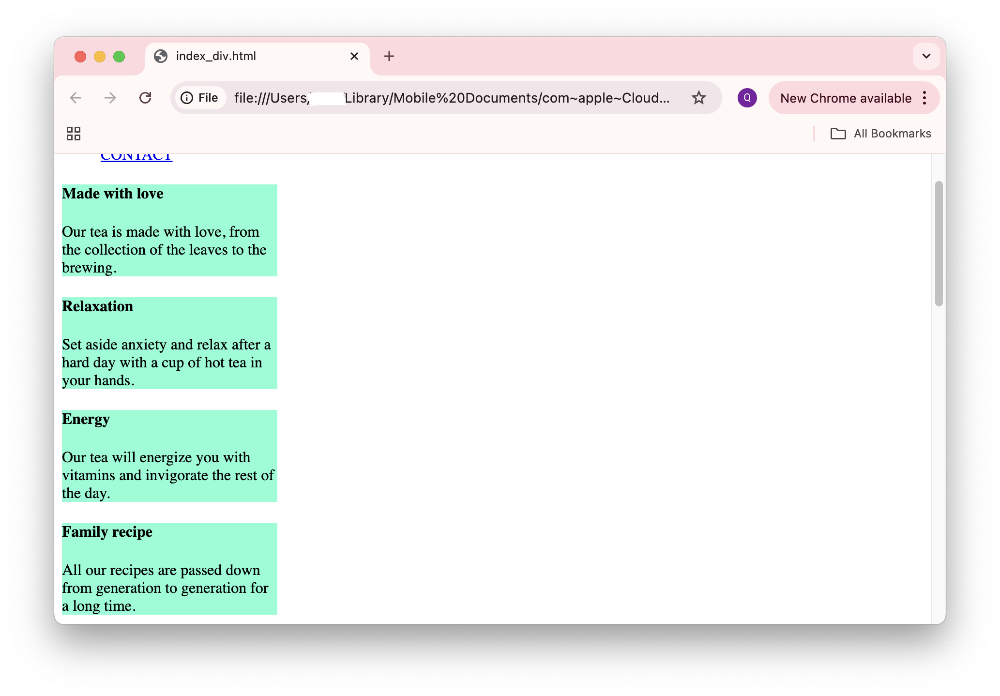 index_div.html
File
file:///Users/
/Library/Mobile%20Documents/com~apple~Cloud...
Q
New Chrome available
All Bookmarks
CONTACT
Made with love
Our tea is made with love, from
the collection of the leaves to the
brewing.
Relaxation
Set aside anxiety and relax after a
hard day with a cup of hot tea in
your hands.
Energy
Our tea will energize you with
vitamins and invigorate the rest of
the day.
Family recipe
All our recipes are passed down
from generation to generation for
a long time.